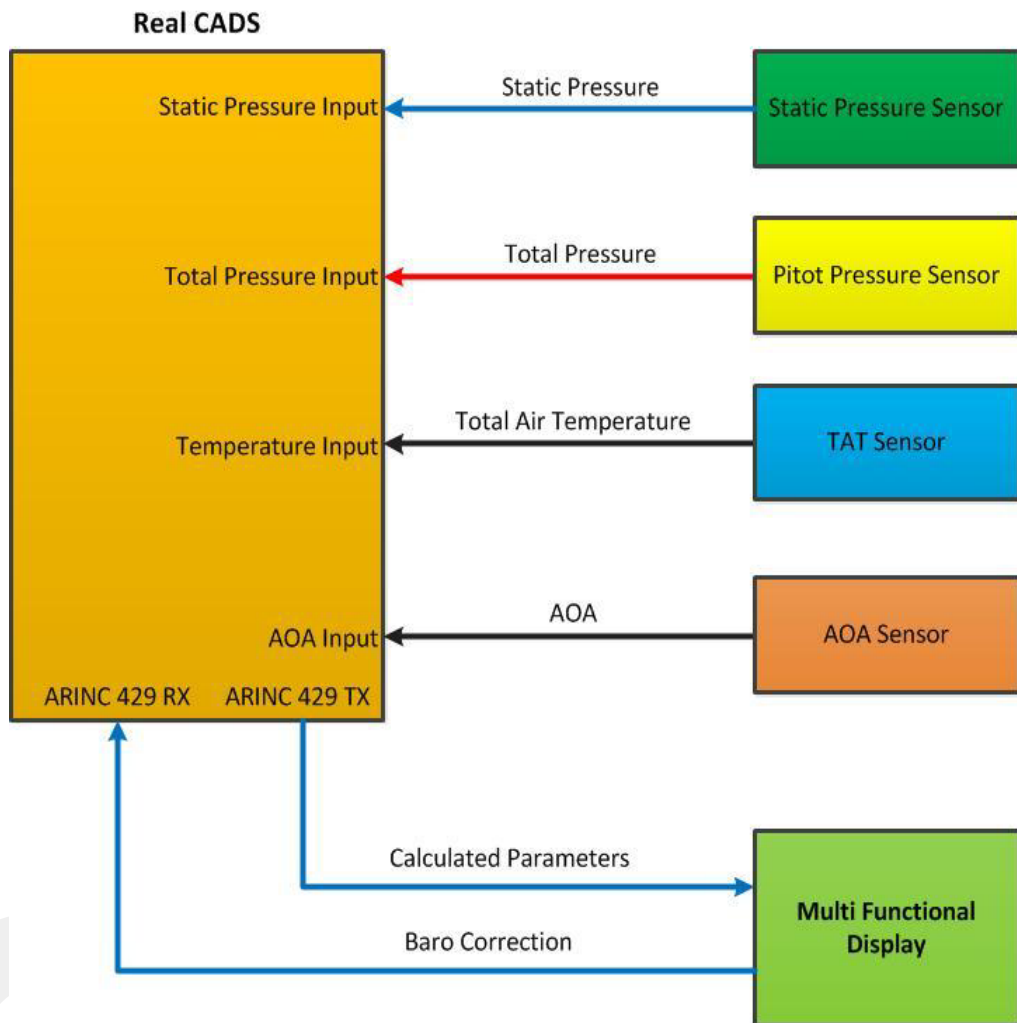 Real CADS
Static Pressure Input
Static Pressure
Static Pressure Sensor
Total Pressure Input
Total Pressure
Pitot Pressure Sensor
Temperature Input
Total Air Temperature
TAT Sensor
AOA Input
AOA
AOA Sensor
ARINC 429 RX
ARINC 429 TX
Calculated Parameters
Baro Correction
Multi Functional
Display